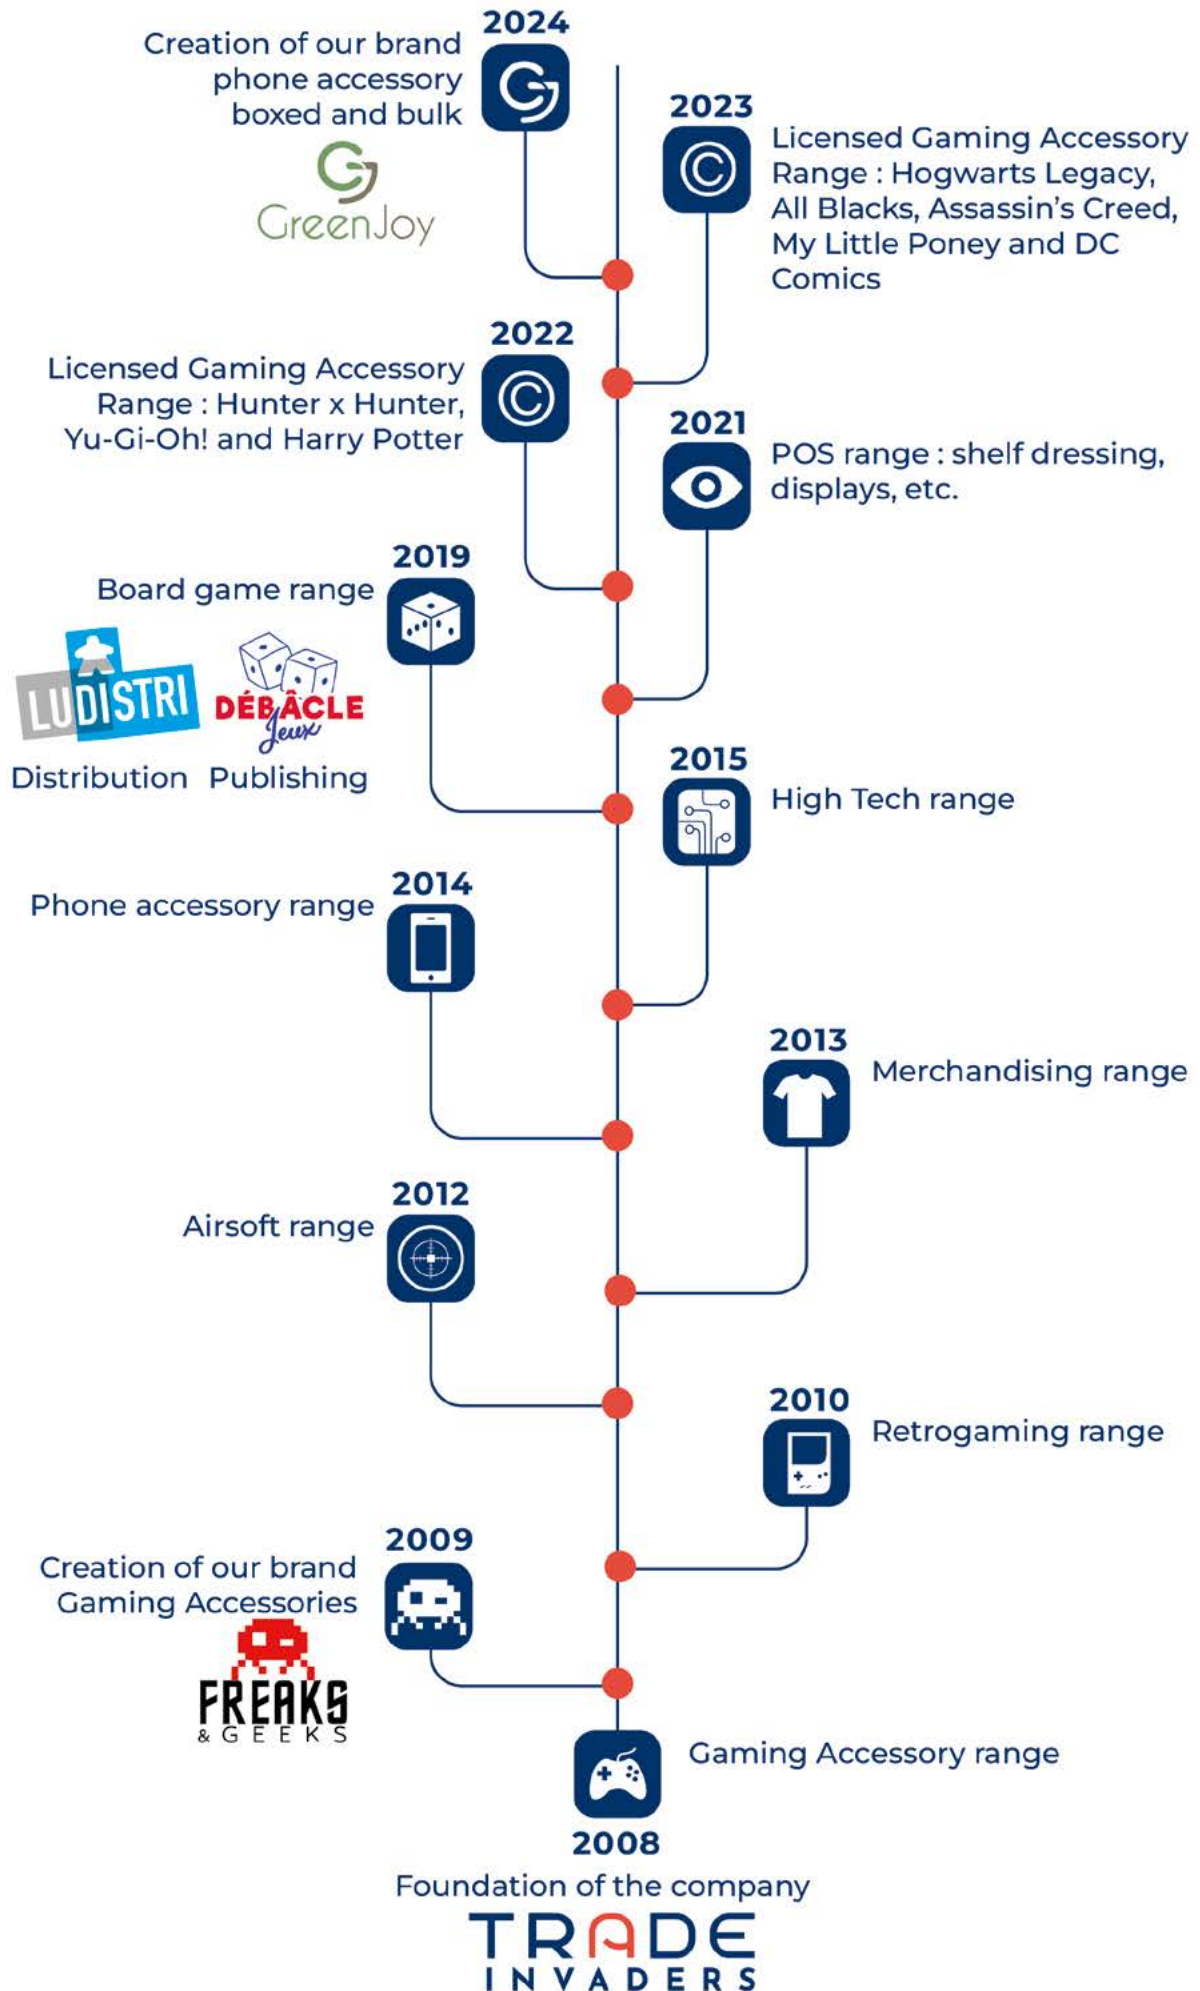 2024
Creation of our brand
phone accessory
boxed and bulk
GreenJoy
2023
Licensed Gaming Accessory
Range : Hogwarts Legacy,
All Blacks, Assassin's Creed,
My Little Poney and DC
Comics
2022
Licensed Gaming Accessory
Range : Hunter x Hunter,
Yu-Gi-Oh! and Harry Potter
2021
POS range : shelf dressing,
displays, etc.
2019
Board game range
LUDISTRI
Distribution
DÉBÂCLE
Jeux
Publishing
2015
High Tech range
2014
Phone accessory range
2013
Merchandising range
2012
Airsoft range
2010
Retrogaming range
2009
Creation of our brand
Gaming Accessories
FREAKS
& GEEKS
Gaming Accessory range
2008
Foundation of the company
TRADE
INVADERS